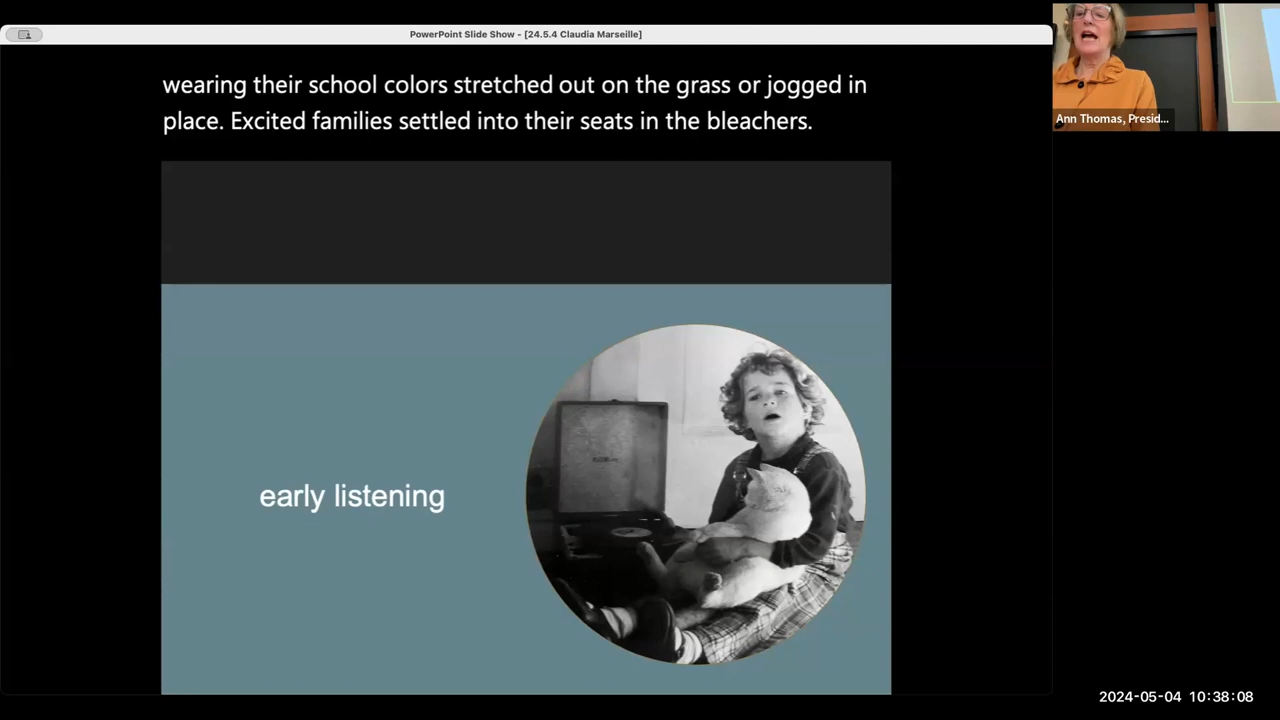 PowerPoint Slide Show - [24.5.4 Claudia Marseille]
wearing their school colors stretched out on the grass or jogged in
place. Excited families settled into their seats in the bleachers.
early listening
Ann Thomas, Presid...
2024-05-04 10:38:08